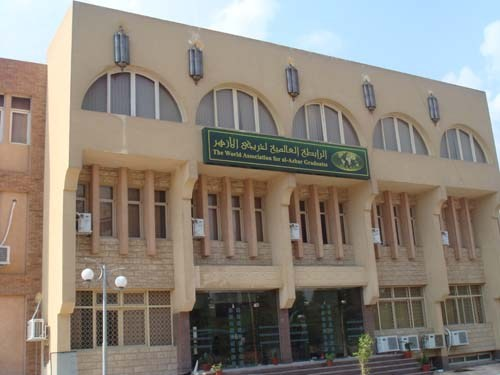 الرابطة العالمية لخريجي الأزهر
The World Association for al-Azhar Graduates